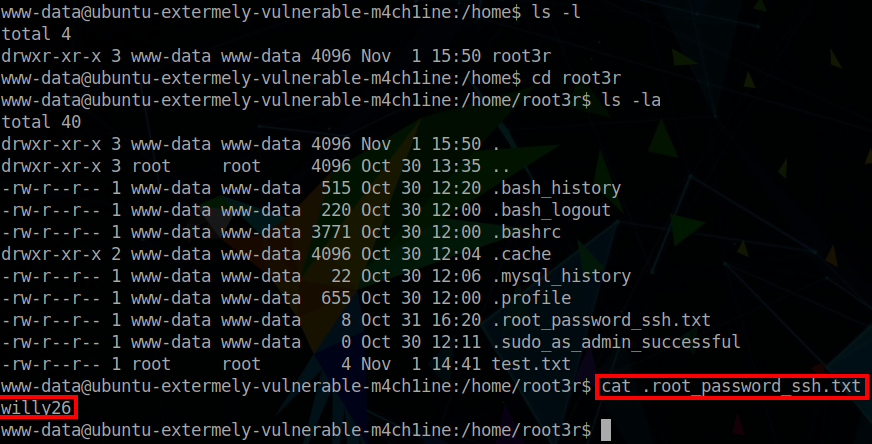 www-data@ubuntu-extermely-vulnerable-m4ch1ine:/home$ ls -l
total 4
drwxr-xr-x 3 www-data www-data 4096 Nov  1 15:50 root3r
www-data@ubuntu-extermely-vulnerable-m4ch1ine:/home$ cd root3r
www-data@ubuntu-extermely-vulnerable-m4ch1ine:/home/root3r$ ls -la
total 40
drwxr-xr-x 3 www-data www-data 4096 Nov  1 15:50 .
drwxr-xr-x 3 root     root     4096 Oct 30 13:35 ..
-rw-r--r-- 1 www-data www-data  515 Oct 30 12:20 .bash_history
-rw-r--r-- 1 www-data www-data  220 Oct 30 12:00 .bash_logout
-rw-r--r-- 1 www-data www-data 3771 Oct 30 12:00 .bashrc
drwxr-xr-x 2 www-data www-data 4096 Oct 30 12:04 .cache
-rw-r--r-- 1 www-data www-data   22 Oct 30 12:06 .mysql_history
-rw-r--r-- 1 www-data www-data  655 Oct 30 12:00 .profile
-rw-r--r-- 1 www-data www-data    8 Oct 31 16:20 .root_password_ssh.txt
-rw-r--r-- 1 www-data www-data    0 Oct 30 12:11 .sudo_as_admin_successful
-rw-r--r-- 1 root     root        4 Nov  1 14:41 test.txt
www-data@ubuntu-extermely-vulnerable-m4ch1ine:/home/root3r$ cat .root_password_ssh.txt
willy26
www-data@ubuntu-extermely-vulnerable-m4ch1ine:/home/root3r$